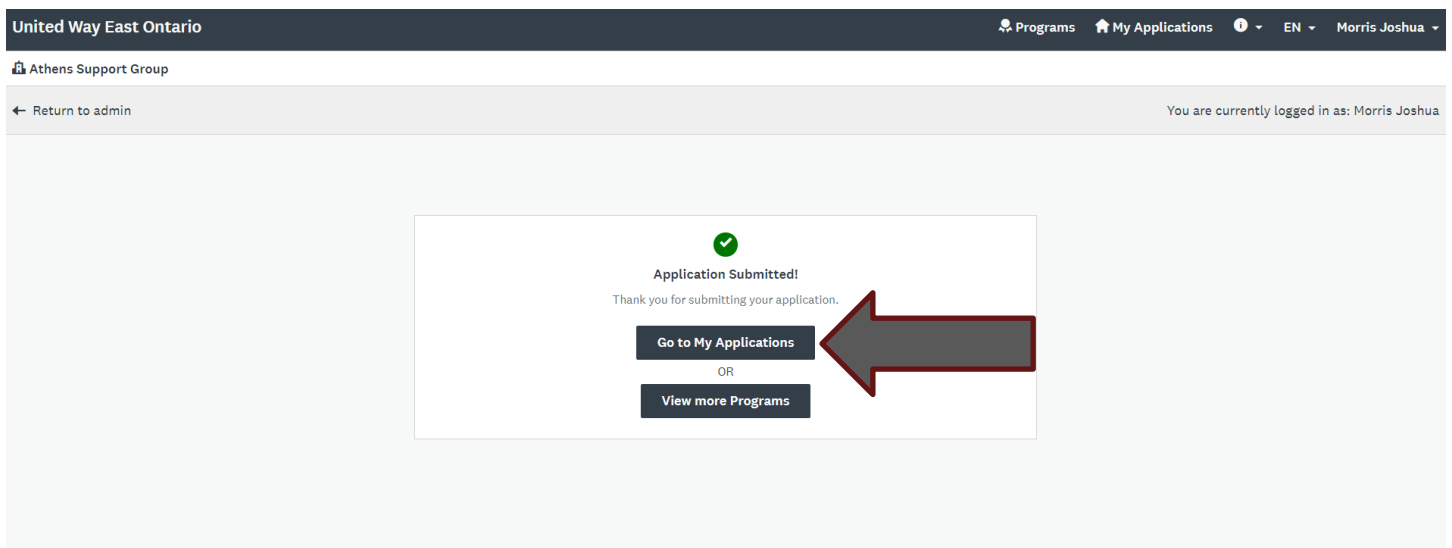 United Way East Ontario
Programs My Applications EN Morris Joshua
Athens Support Group
← Return to admin
You are currently logged in as: Morris Joshua
Application Submitted!
Thank you for submitting your application.
Go to My Applications
OR
View more Programs